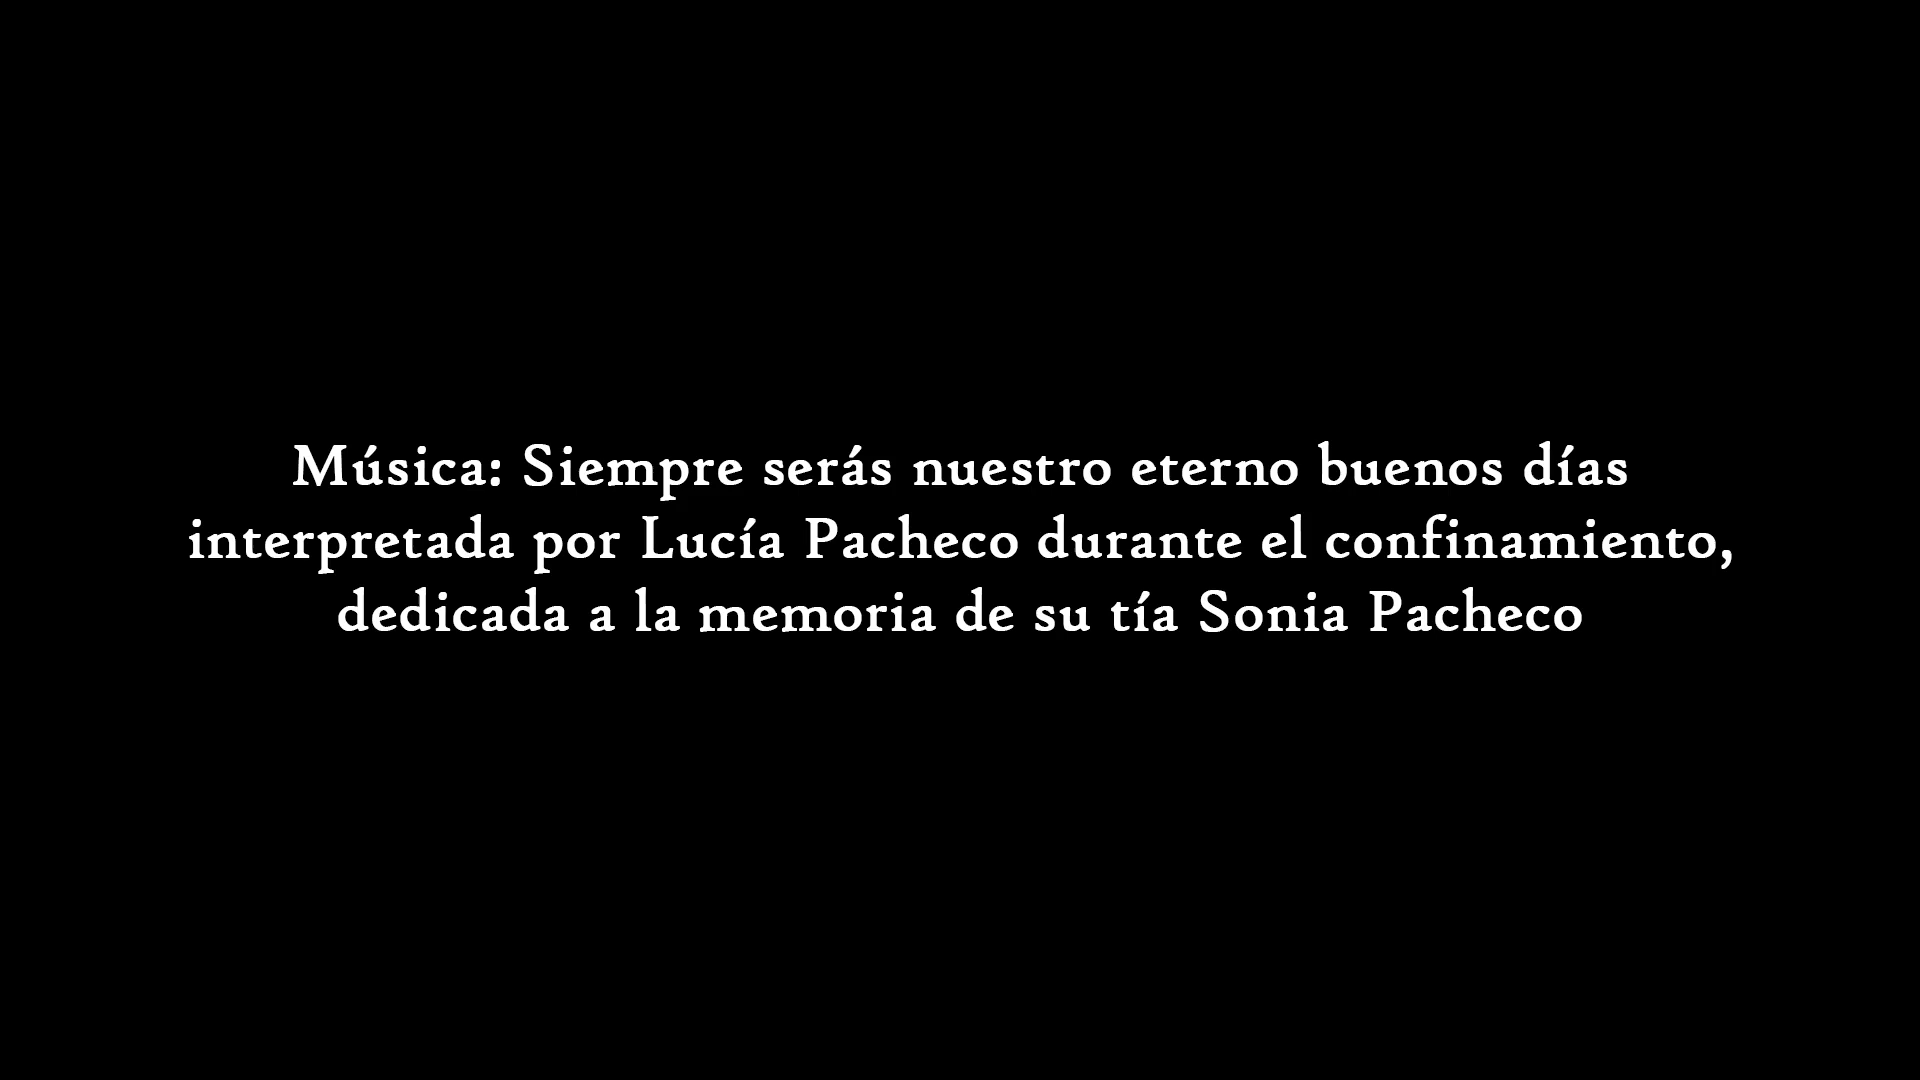 Música: Siempre serás nuestro eterno buenos días
interpretada por Lucía Pacheco durante el confinamiento,
dedicada a la memoria de su tía Sonia Pacheco